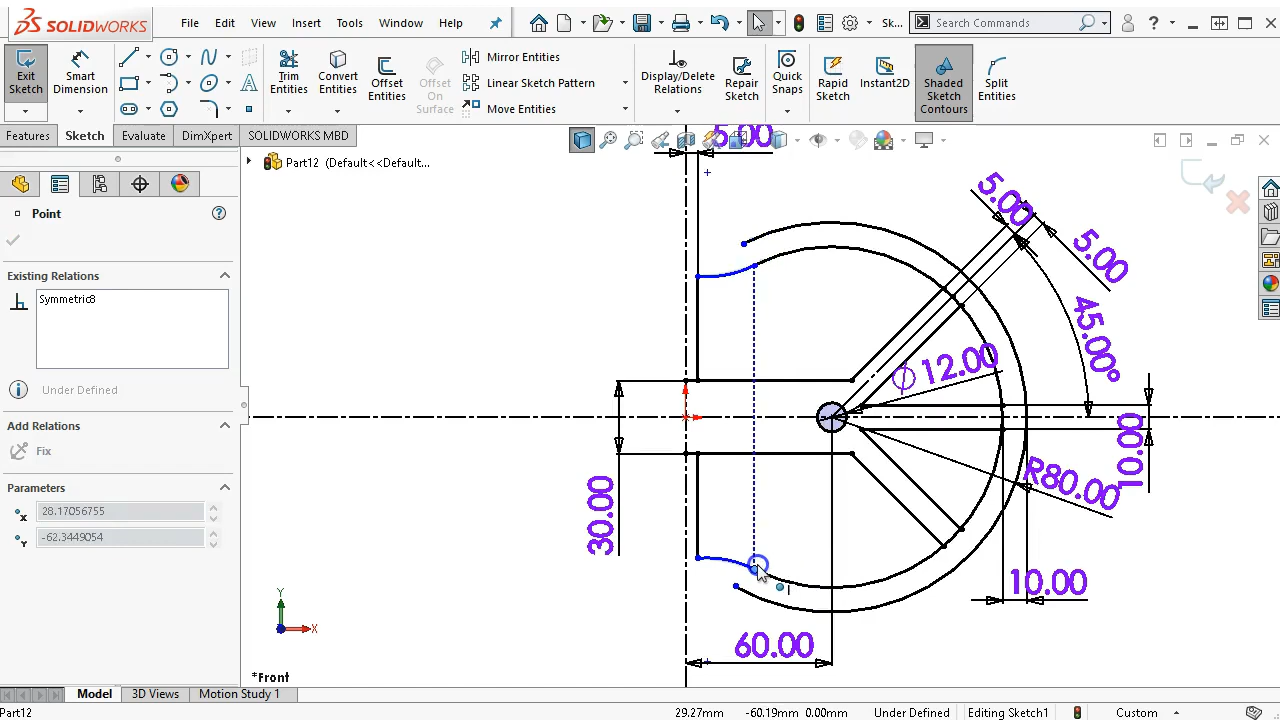 SOLIDWORKS
File Edit View Insert Tools Window Help
Sk...
Search Commands
?
Exit Sketch
Smart Dimension
Trim Entities
Convert Entities
Offset Entities
Offset On Surface
Mirror Entities
Linear Sketch Pattern
Move Entities
Display/Delete Relations
Repair Sketch
Quick Snaps
Rapid Sketch
Instant2D
Shaded Sketch Contours
Split Entities
Features
Sketch
Evaluate
DimXpert
SOLIDWORKS MBD
Part12 (Default<<Default...
Point
?
Existing Relations
Symmetric8
Under Defined
Add Relations
Fix
Parameters
X
28.17056755
Y
-62.3449054
5.00
5.00
5.00
45.00°
∅ 12.00
10.00
R80.00
30.00
10.00
60.00
Y
X
*Front
Model
3D Views
Motion Study 1
Part12
29.27mm
-60.19mm
0.00mm
Under Defined
Editing Sketch1
Custom